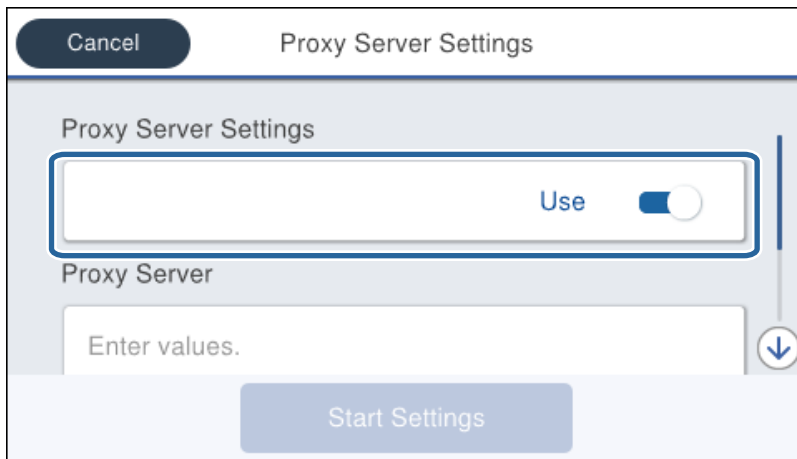 Cancel
Proxy Server Settings
Proxy Server Settings
Use
Proxy Server
Enter values.
Start Settings